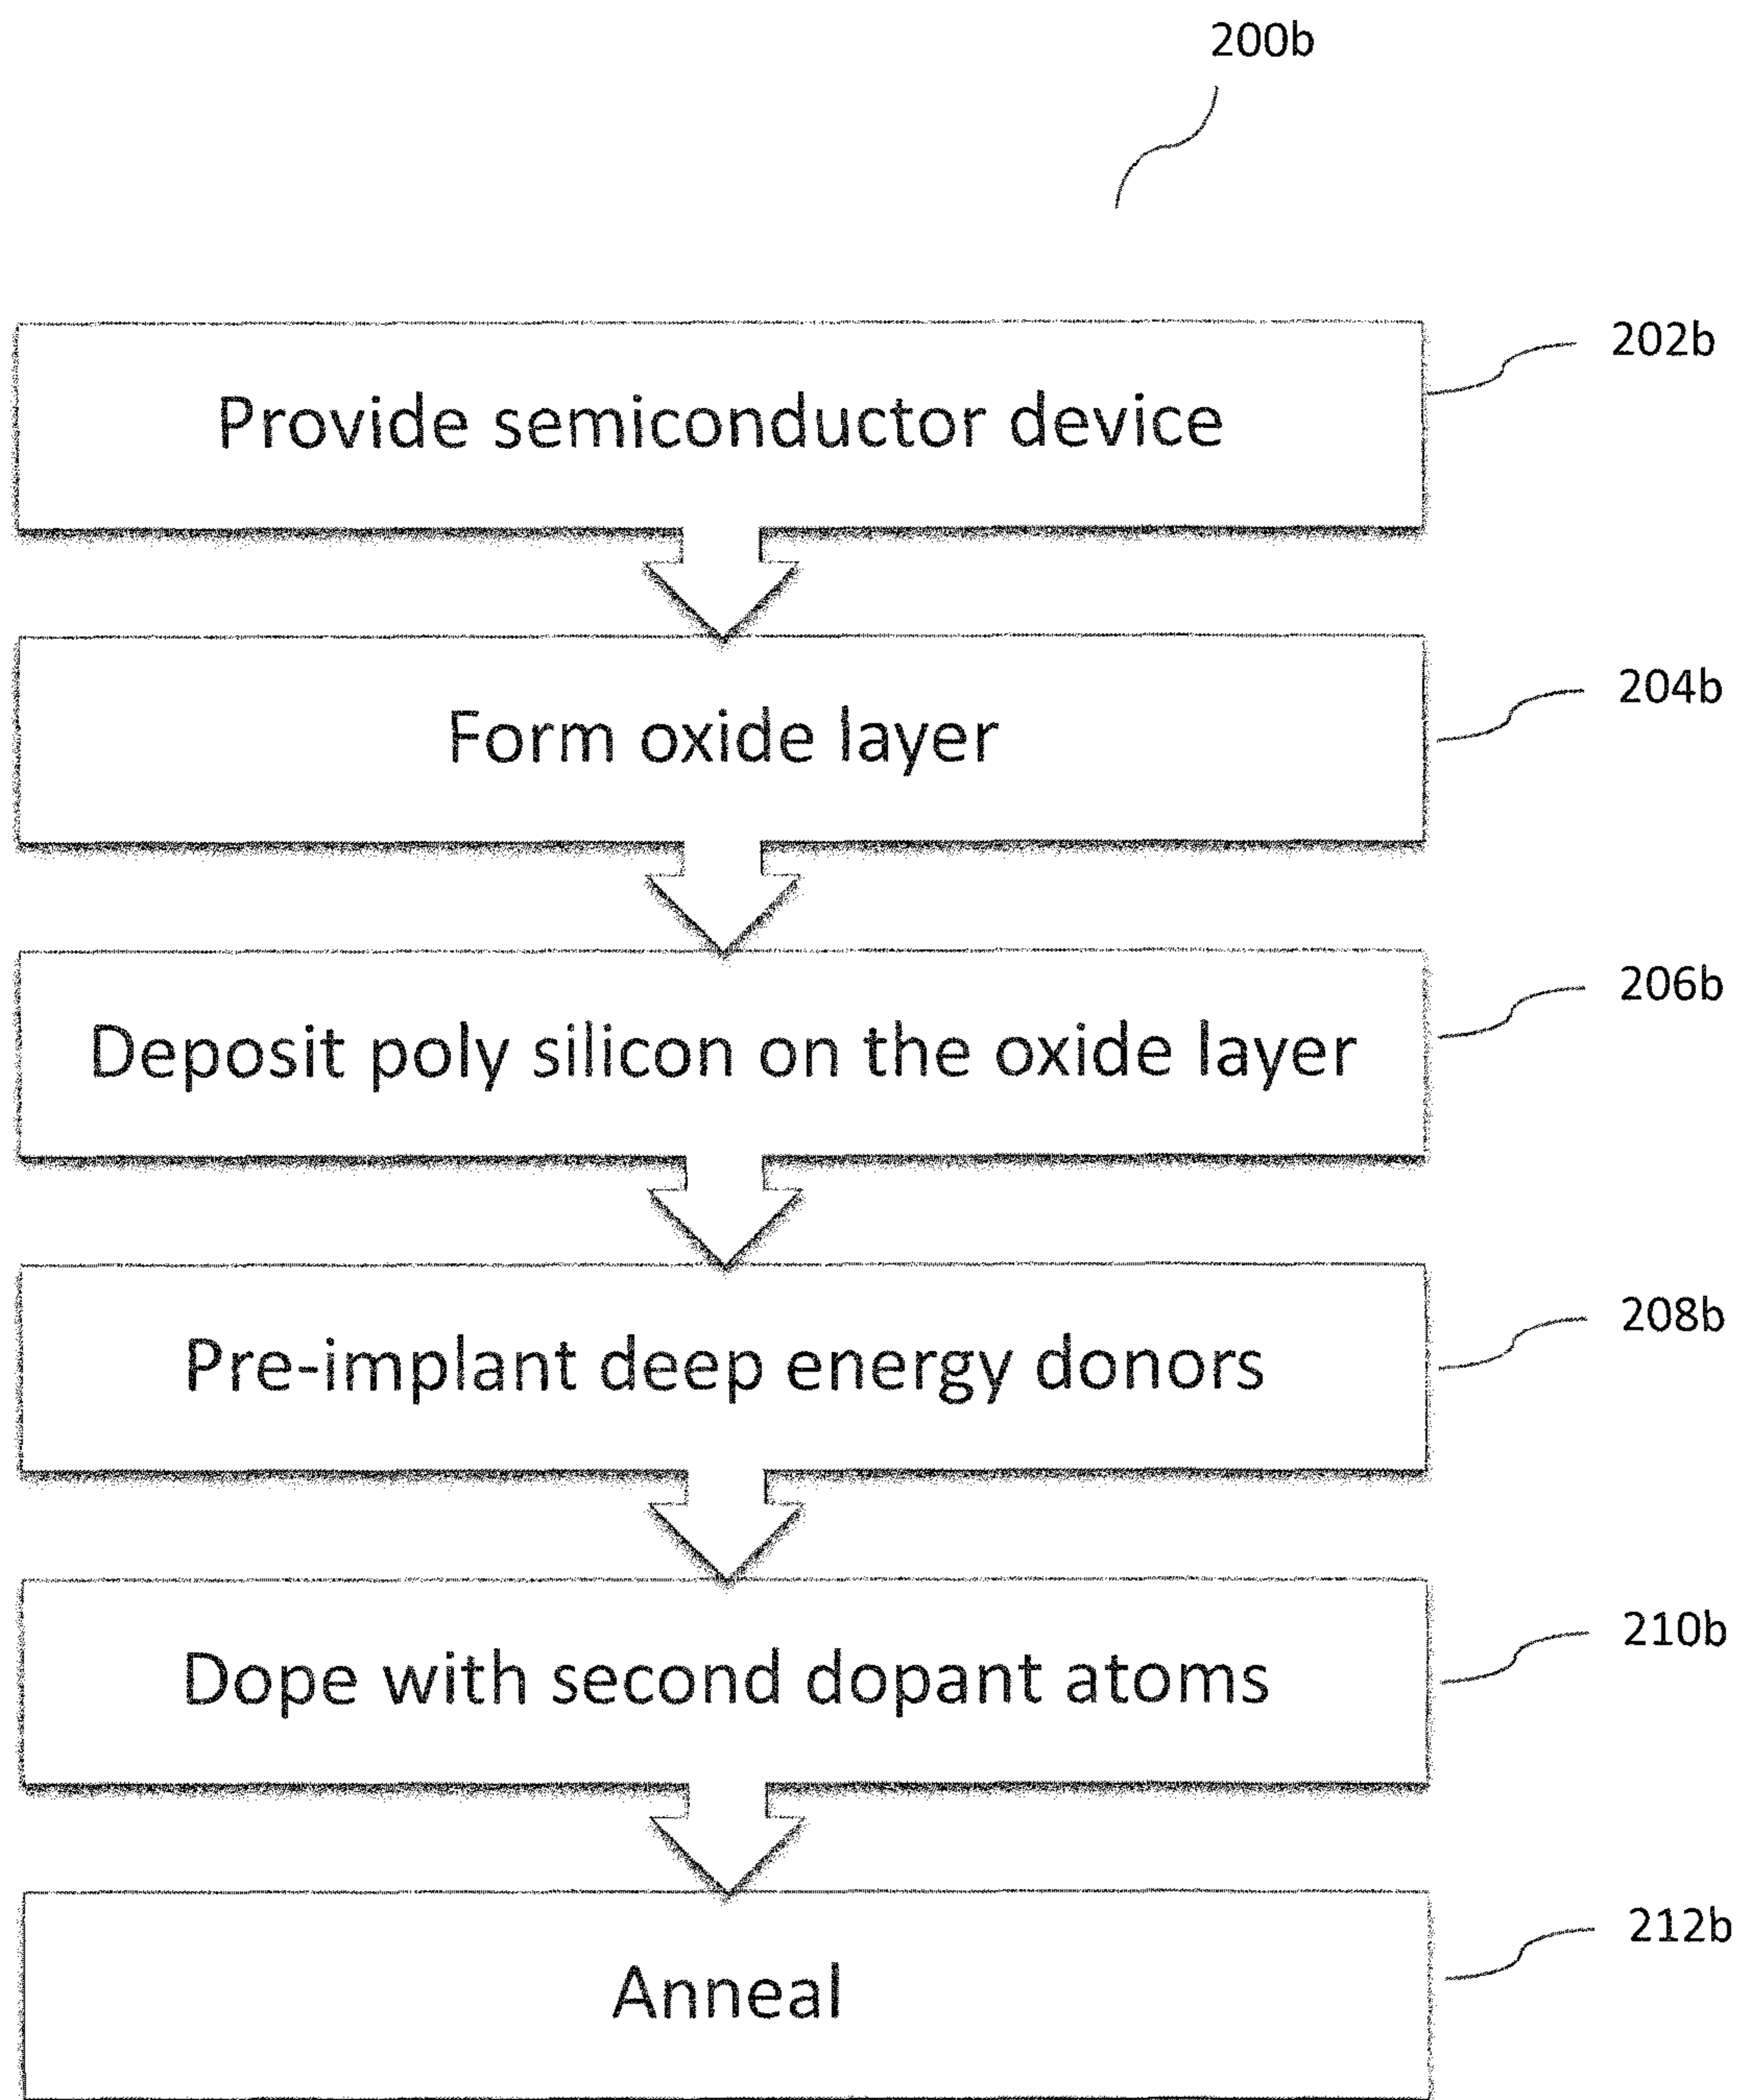 200b
Provide semiconductor device
202b
Form oxide layer
204b
Deposit poly silicon on the oxide layer
206b
Pre-implant deep energy donors
208b
Dope with second dopant atoms
210b
Anneal
212b